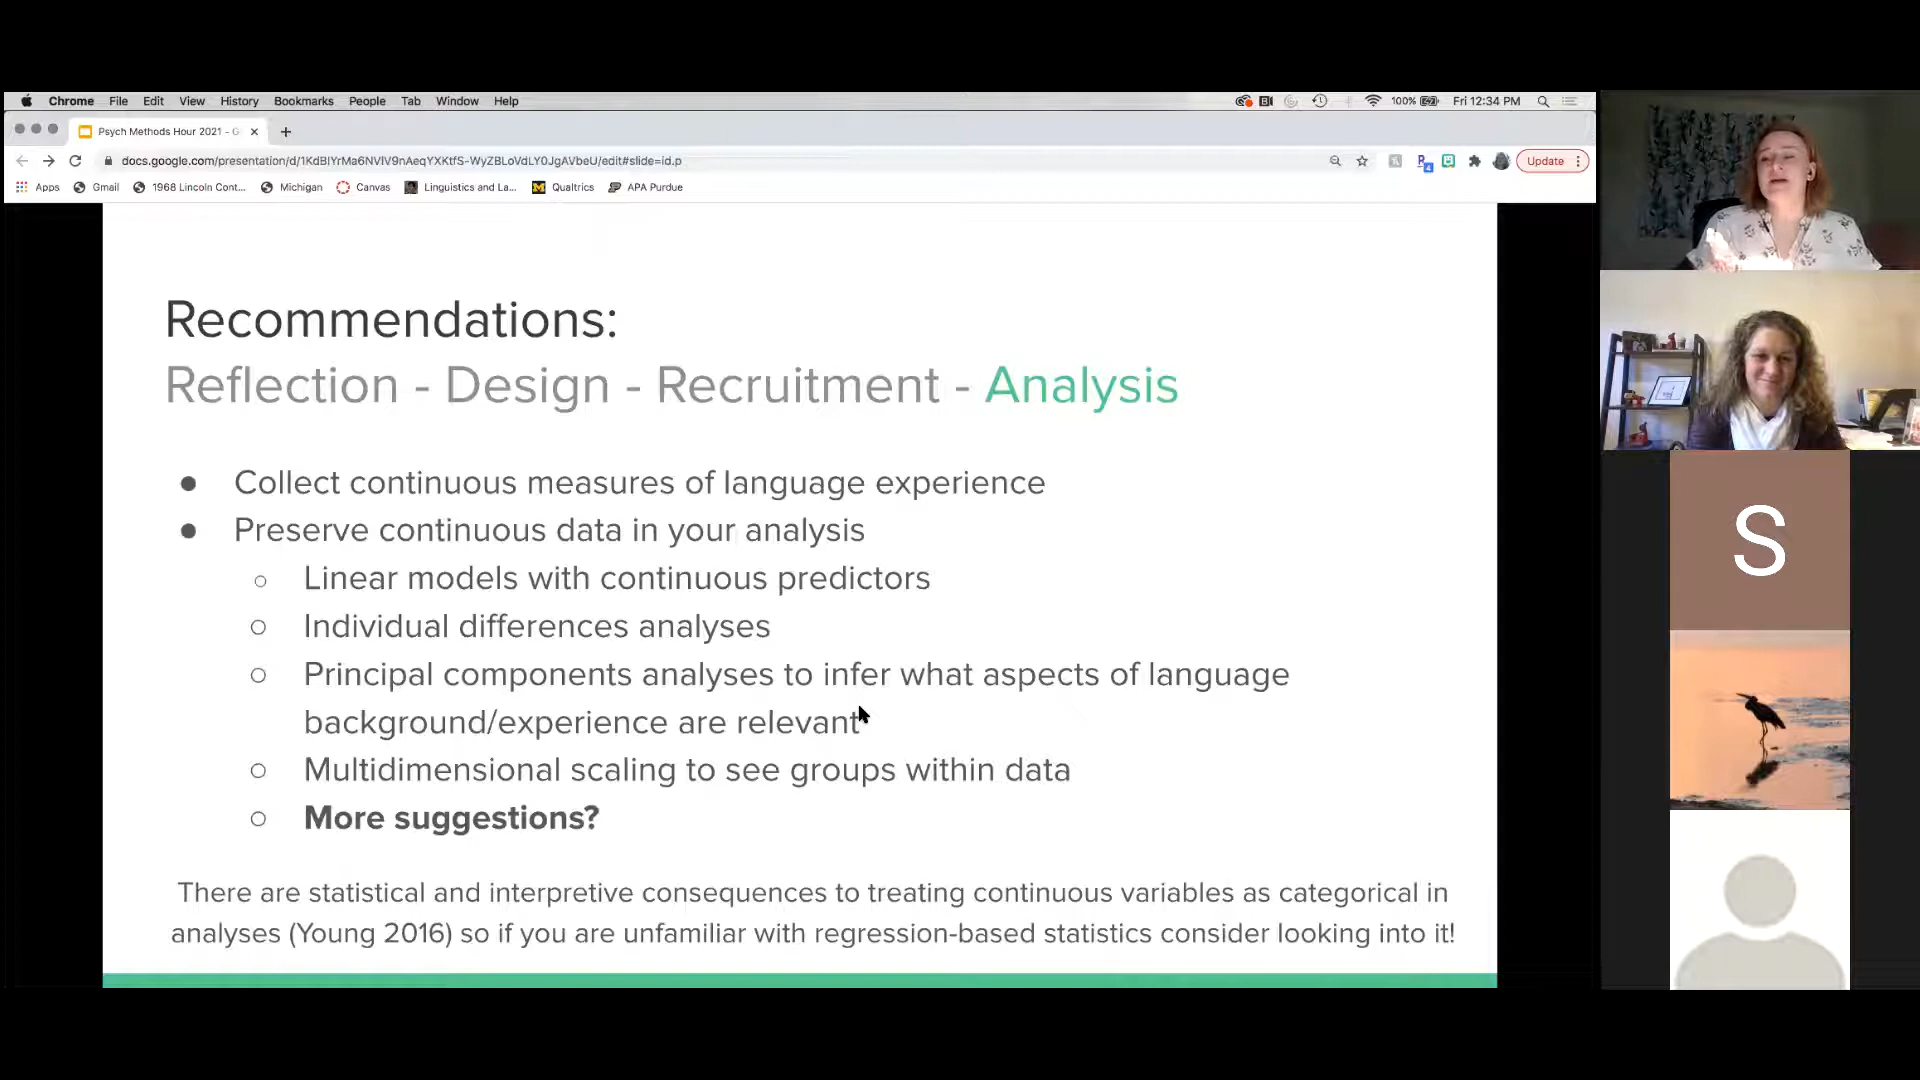 Chrome File Edit View History Bookmarks People Tab Window Help 100% Fri 12:34 PM
Psych Methods Hour 2021 - G
docs.google.com/presentation/d/1KdBIYrMa6NVIV9nAeqYXKtfS-WyZBLoVdLY0JgAVbeU/edit#slide=id.p Update
Apps Gmail 1968 Lincoln Cont... Michigan Canvas Linguistics and La... Qualtrics APA Purdue
Recommendations:
Reflection - Design - Recruitment - Analysis
● Collect continuous measures of language experience
● Preserve continuous data in your analysis
○ Linear models with continuous predictors
○ Individual differences analyses
○ Principal components analyses to infer what aspects of language
background/experience are relevant
○ Multidimensional scaling to see groups within data
○ More suggestions?
There are statistical and interpretive consequences to treating continuous variables as categorical in
analyses (Young 2016) so if you are unfamiliar with regression-based statistics consider looking into it!
S